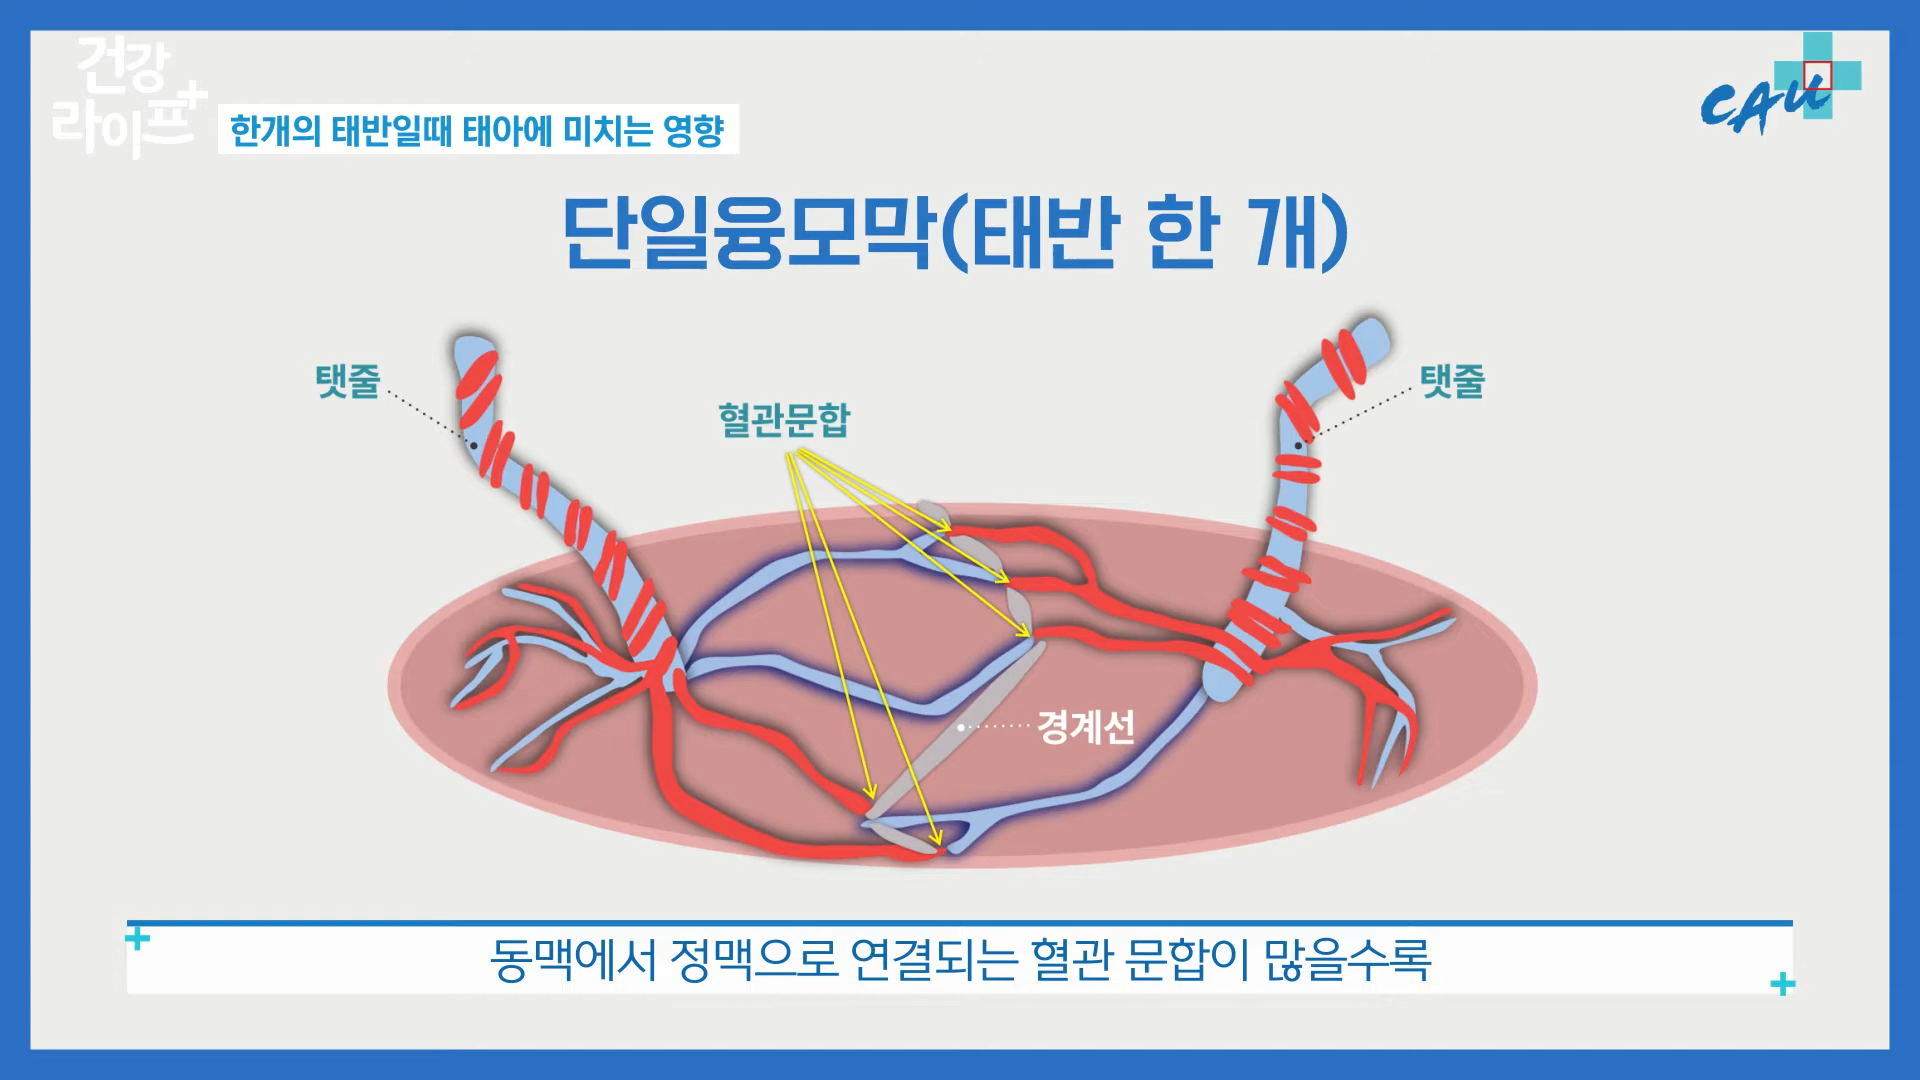 건강
라이프+
CAU
한개의 태반일때 태아에 미치는 영향
단일융모막(태반 한 개)
탯줄
탯줄
혈관문합
경계선
동맥에서 정맥으로 연결되는 혈관 문합이 많을수록